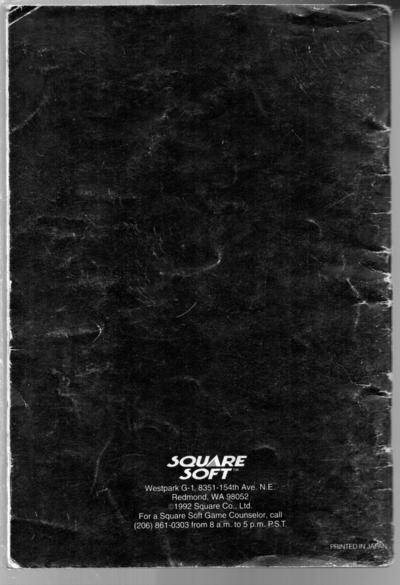 SQUARE
SOFT™
Westpark G-1, 8351-154th Ave. N.E.
Redmond, WA 98052
©1992 Square Co., Ltd.
For a Square Soft Game Counselor, call
(206) 861-0303 from 8 a.m. to 5 p.m. P.S.T.
PRINTED IN JAPAN